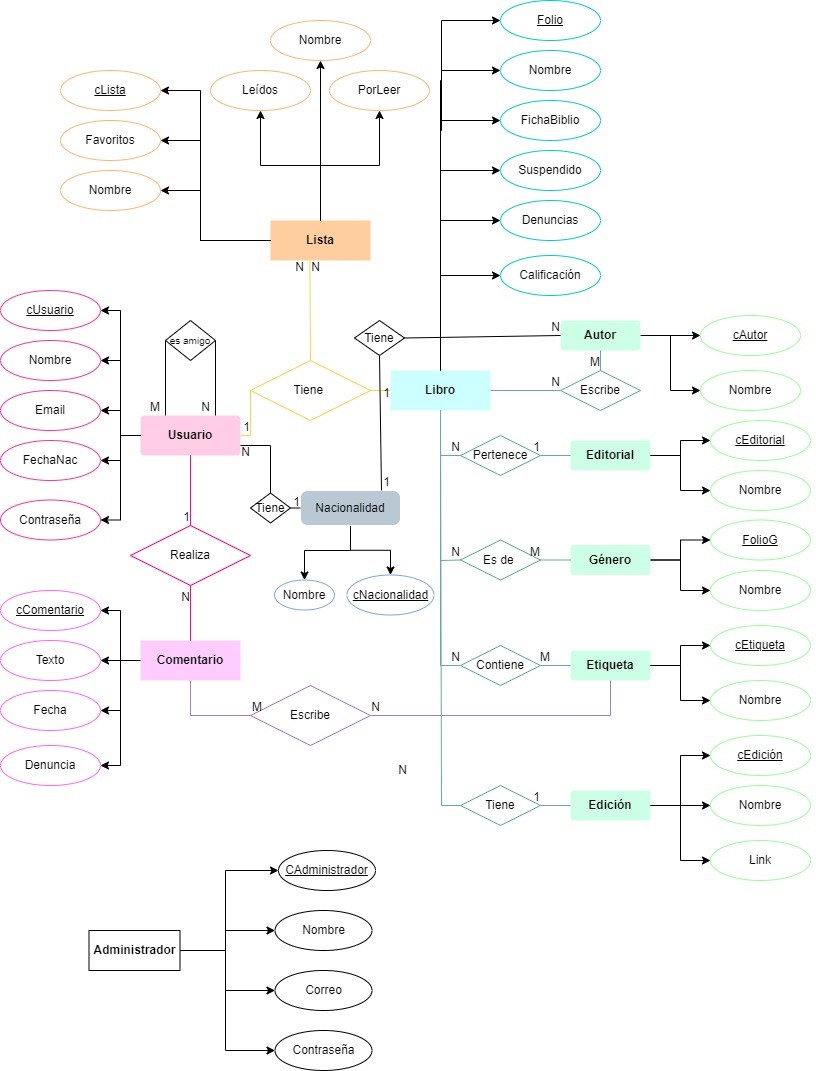 Folio
Nombre
Nombre
cLista
Leídos
PorLeer
FichaBiblio
Favoritos
Suspendido
Nombre
Denuncias
Lista
N N
Calificación
cUsuario
es amigo
Tiene
N
Autor
cAutor
Nombre
M
Tiene
1
Libro
N
Escribe
Nombre
Email
M
N
1
Usuario
N
FechaNac
N
Pertenece
1
Editorial
cEditorial
Nombre
Contraseña
1
Tiene
1
Nacionalidad
1
Realiza
N
Es de
M
Género
FolioG
Nombre
Nombre
cNacionalidad
N
cComentario
Texto
Comentario
N
Contiene
M
Etiqueta
cEtiqueta
Nombre
Fecha
M
Escribe
N
Denuncia
N
cEdición
Tiene
1
Edición
Nombre
N
Link
CAdministrador
Nombre
Administrador
Correo
Contraseña